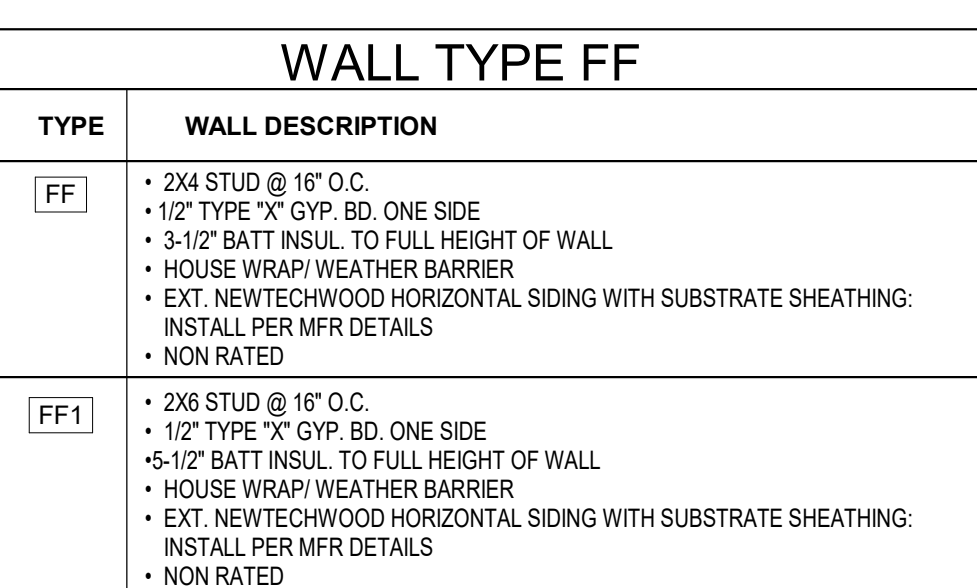 WALL TYPE FF
TYPE WALL DESCRIPTION
FF
• 2X4 STUD @ 16" O.C.
• 1/2" TYPE "X" GYP. BD. ONE SIDE
• 3-1/2" BATT INSUL. TO FULL HEIGHT OF WALL
• HOUSE WRAP/ WEATHER BARRIER
• EXT. NEWTECHWOOD HORIZONTAL SIDING WITH SUBSTRATE SHEATHING:
INSTALL PER MFR DETAILS
• NON RATED
FF1
• 2X6 STUD @ 16" O.C.
• 1/2" TYPE "X" GYP. BD. ONE SIDE
•5-1/2" BATT INSUL. TO FULL HEIGHT OF WALL
• HOUSE WRAP/ WEATHER BARRIER
• EXT. NEWTECHWOOD HORIZONTAL SIDING WITH SUBSTRATE SHEATHING:
INSTALL PER MFR DETAILS
• NON RATED